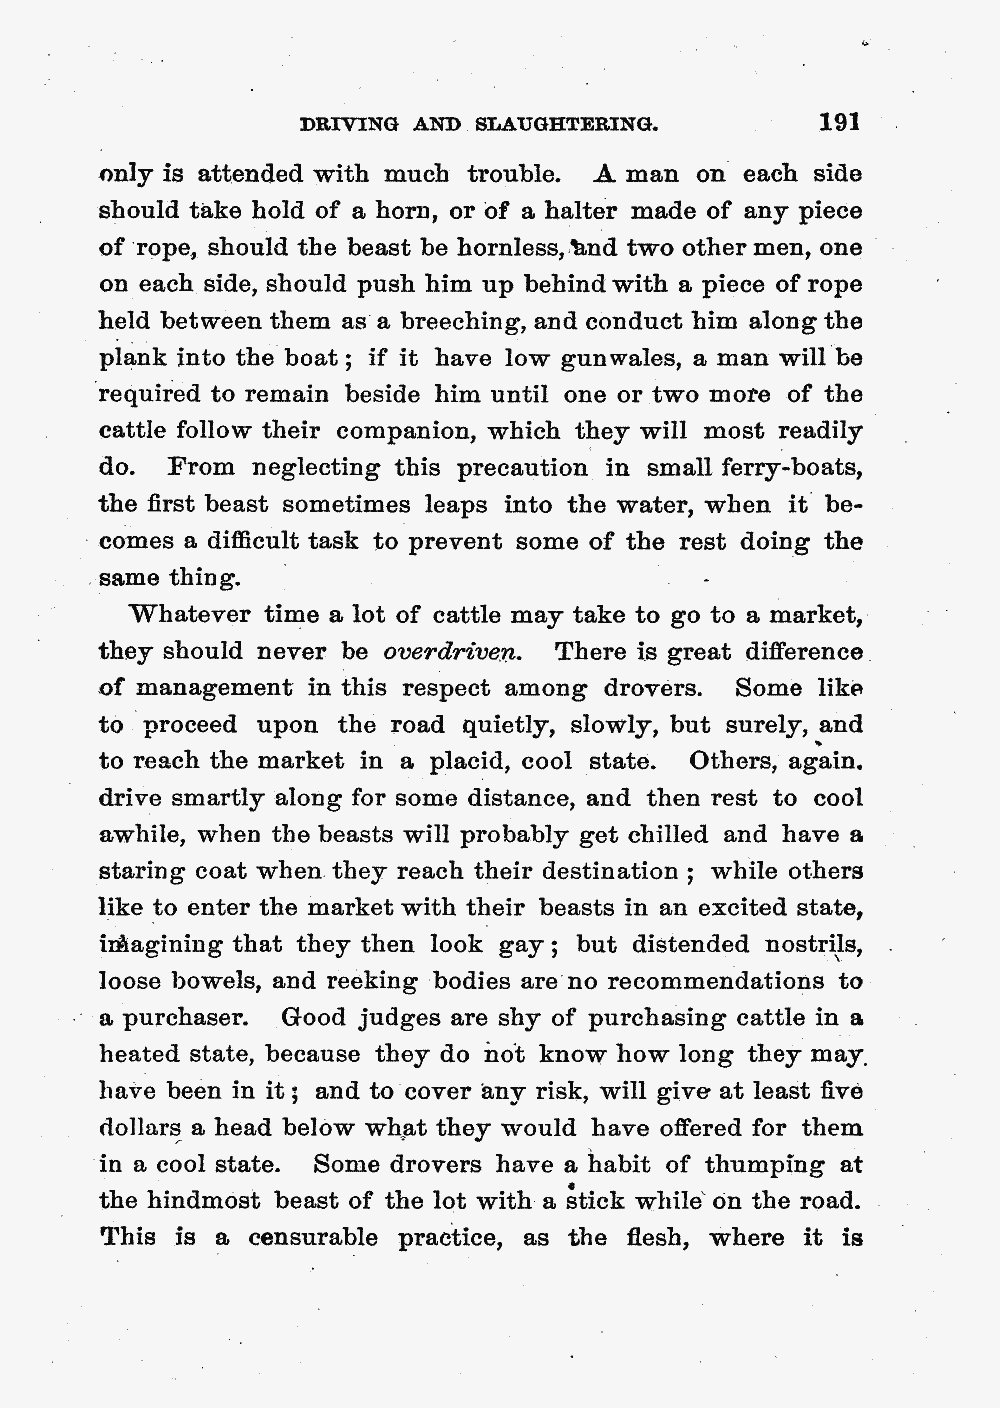 DRIVING AND SLAUGHTERING. 191
only is attended with much trouble. A man on each side
should take hold of a horn, or of a halter made of any piece
of rope, should the beast be hornless, and two other men, one
on each side, should push him up behind with a piece of rope
held between them as a breeching, and conduct him along the
plank into the boat; if it have low gunwales, a man will be
required to remain beside him until one or two more of the
cattle follow their companion, which they will most readily
do. From neglecting this precaution in small ferry-boats,
the first beast sometimes leaps into the water, when it be-
comes a difficult task to prevent some of the rest doing the
same thing.
Whatever time a lot of cattle may take to go to a market,
they should never be overdriven. There is great difference
of management in this respect among drovers. Some like
to proceed upon the road quietly, slowly, but surely, and
to reach the market in a placid, cool state. Others, again.
drive smartly along for some distance, and then rest to cool
awhile, when the beasts will probably get chilled and have a
staring coat when they reach their destination; while others
like to enter the market with their beasts in an excited state,
imagining that they then look gay; but distended nostrils,
loose bowels, and reeking bodies are no recommendations to
a purchaser. Good judges are shy of purchasing cattle in a
heated state, because they do not know how long they may
have been in it; and to cover any risk, will give at least five
dollars a head below what they would have offered for them
in a cool state. Some drovers have a habit of thumping at
the hindmost beast of the lot with a stick while on the road.
This is a censurable practice, as the flesh, where it is